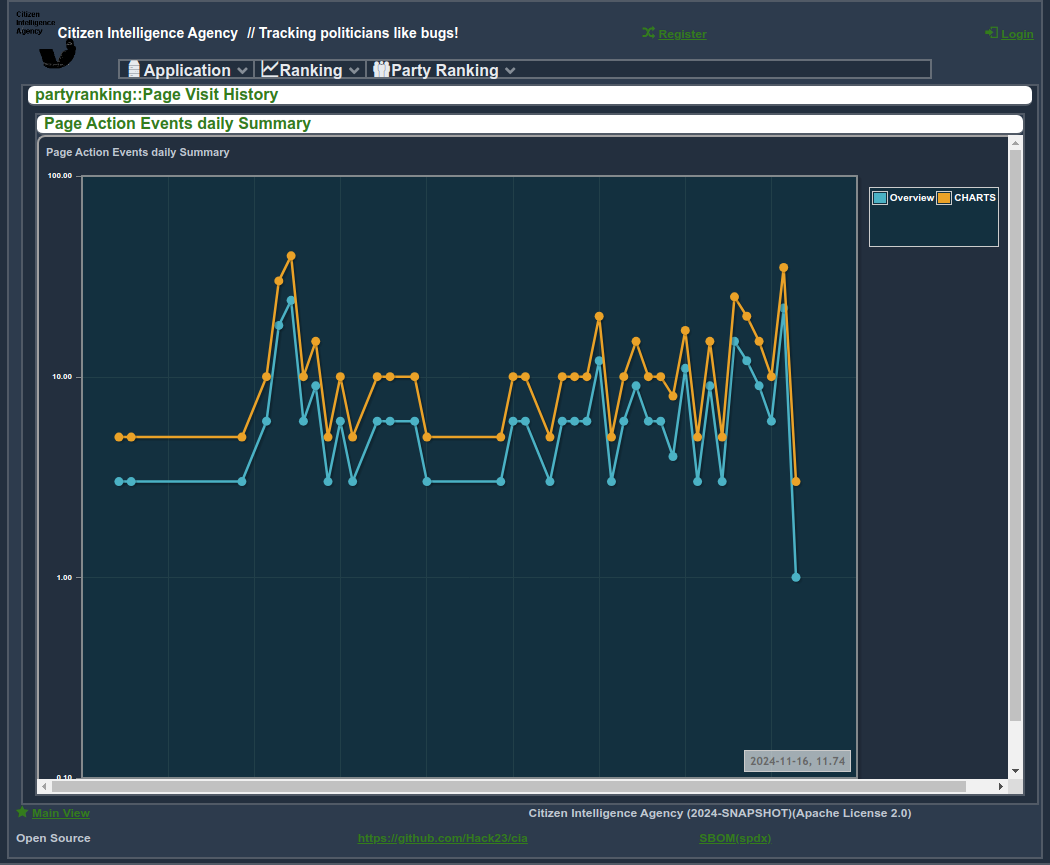 Citizen
Intelligence
Agency
Citizen Intelligence Agency // Tracking politicians like bugs!
Register
Login
Application
Ranking
Party Ranking
partyranking::Page Visit History
Page Action Events daily Summary
Page Action Events daily Summary
100.00
Overview
CHARTS
10.00
1.00
0.10
2024-11-16, 11.74
Main View
Citizen Intelligence Agency (2024-SNAPSHOT)(Apache License 2.0)
Open Source
https://github.com/Hack23/cia
SBOM(spdx)